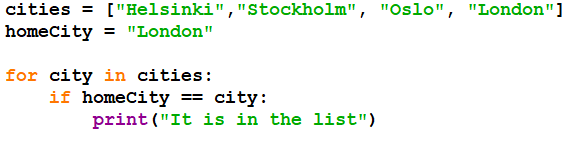 cities = ["Helsinki","Stockholm", "Oslo", "London"]
homeCity = "London"
for city in cities:
    if homeCity == city:
        print("It is in the list")